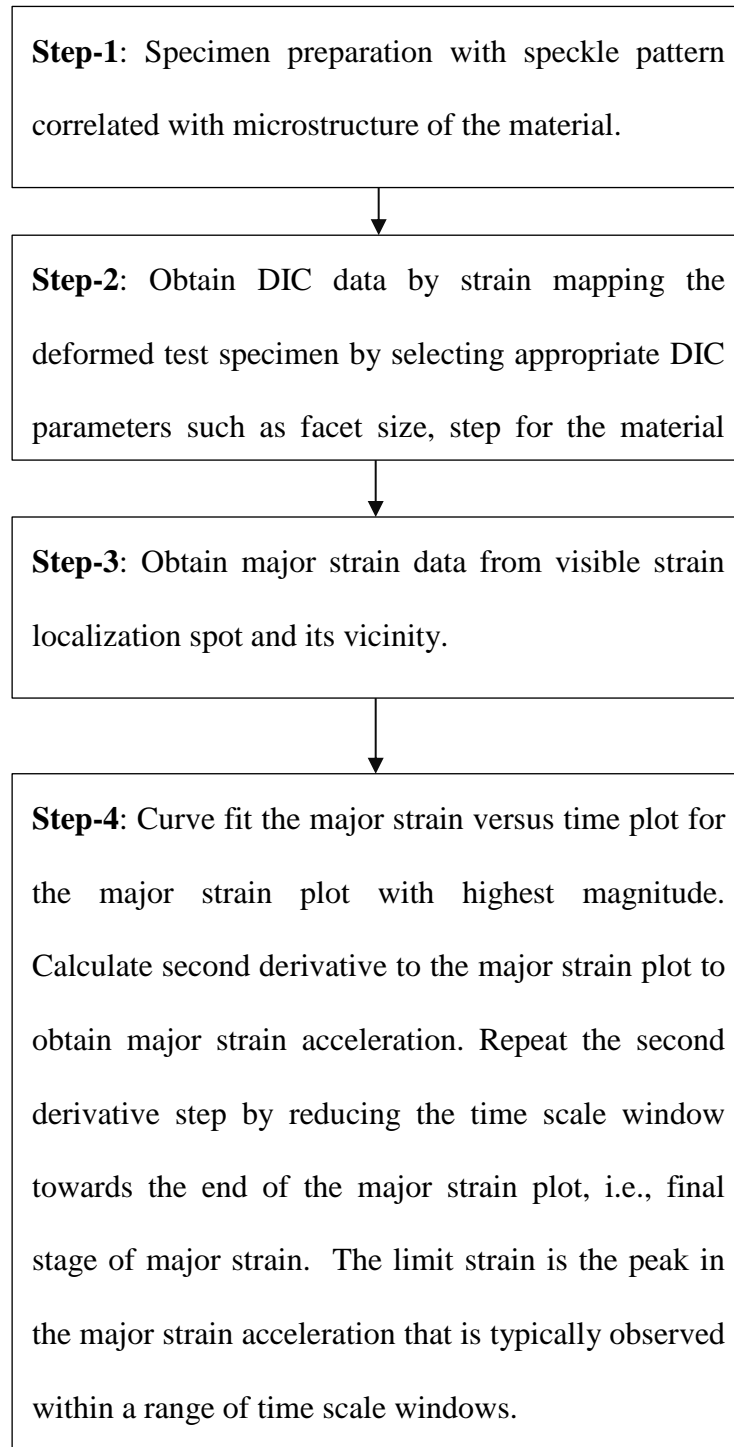 Step-1: Specimen preparation with speckle pattern
correlated with microstructure of the material.
Step-2: Obtain DIC data by strain mapping the
deformed test specimen by selecting appropriate DIC
parameters such as facet size, step for the material
Step-3: Obtain major strain data from visible strain
localization spot and its vicinity.
Step-4: Curve fit the major strain versus time plot for
the major strain plot with highest magnitude.
Calculate second derivative to the major strain plot to
obtain major strain acceleration. Repeat the second
derivative step by reducing the time scale window
towards the end of the major strain plot, i.e., final
stage of major strain. The limit strain is the peak in
the major strain acceleration that is typically observed
within a range of time scale windows.